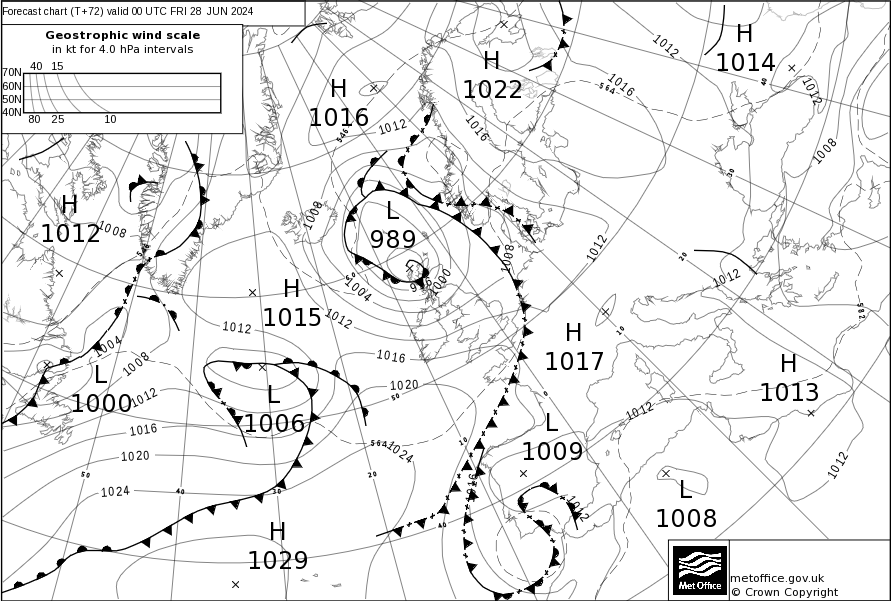 Forecast chart (T+72) valid 00 UTC FRI 28 JUN 2024
Geostrophic wind scale
in kt for 4.0 hPa intervals
40 15
70N
60N
50N
40N
80 25 10
H
1014
H
1022
H
1016
1012
1016
564
40
1012
1016
546
1012
1008
30
H
1012
1008
1008
L
989
1008
1012
20
1012
50
60
1004
996
1000
H
1015
1012
1012
582
10
H
1017
1004
1008
1016
1020
50
0
H
1013
L
1000
1012
L
1006
1012
1016
564
1024
10
L
1009
1020
1012
50
40
30
20
1016
1024
L
1008
1012
40
H
1029
Met Office
metoffice.gov.uk
© Crown Copyright